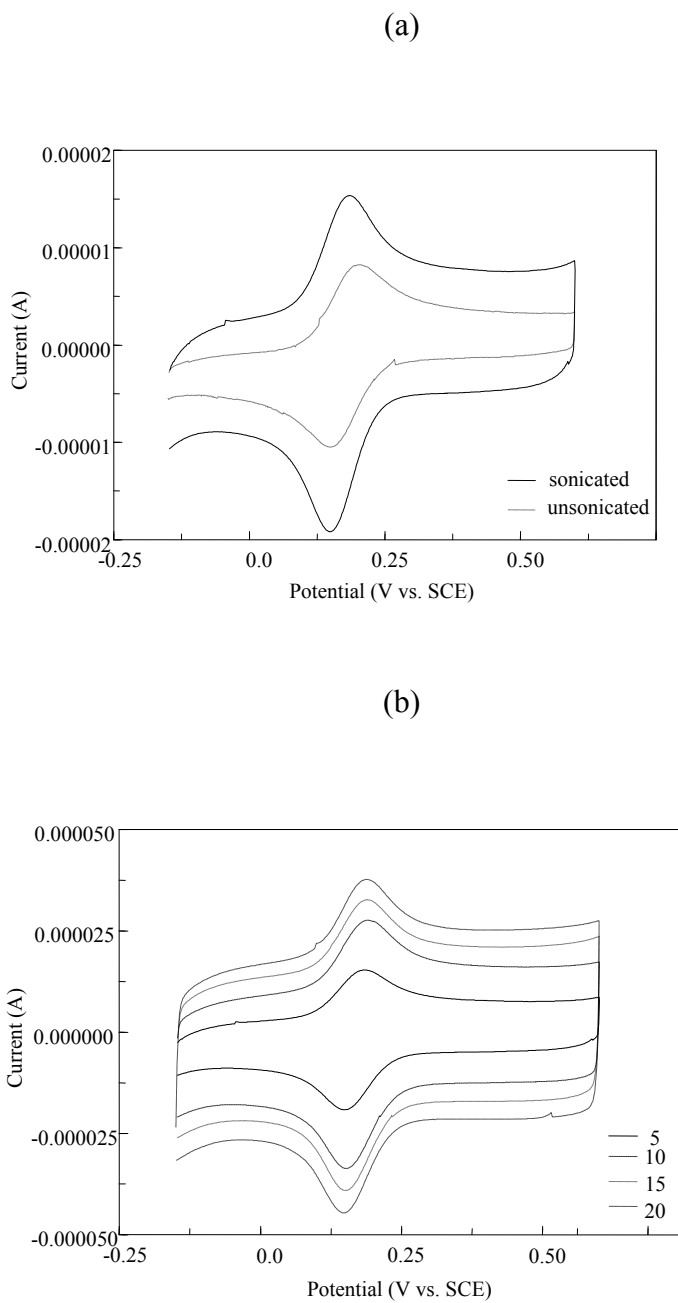 (a)
0.00002
0.00001
0.00000
-0.00001
-0.00002
Current (A)
sonicated
unsonicated
-0.25
0.0
0.25
0.50
Potential (V vs. SCE)
(b)
0.000050
0.000025
0.000000
-0.000025
-0.000050
Current (A)
5
10
15
20
-0.25
0.0
0.25
0.50
Potential (V vs. SCE)